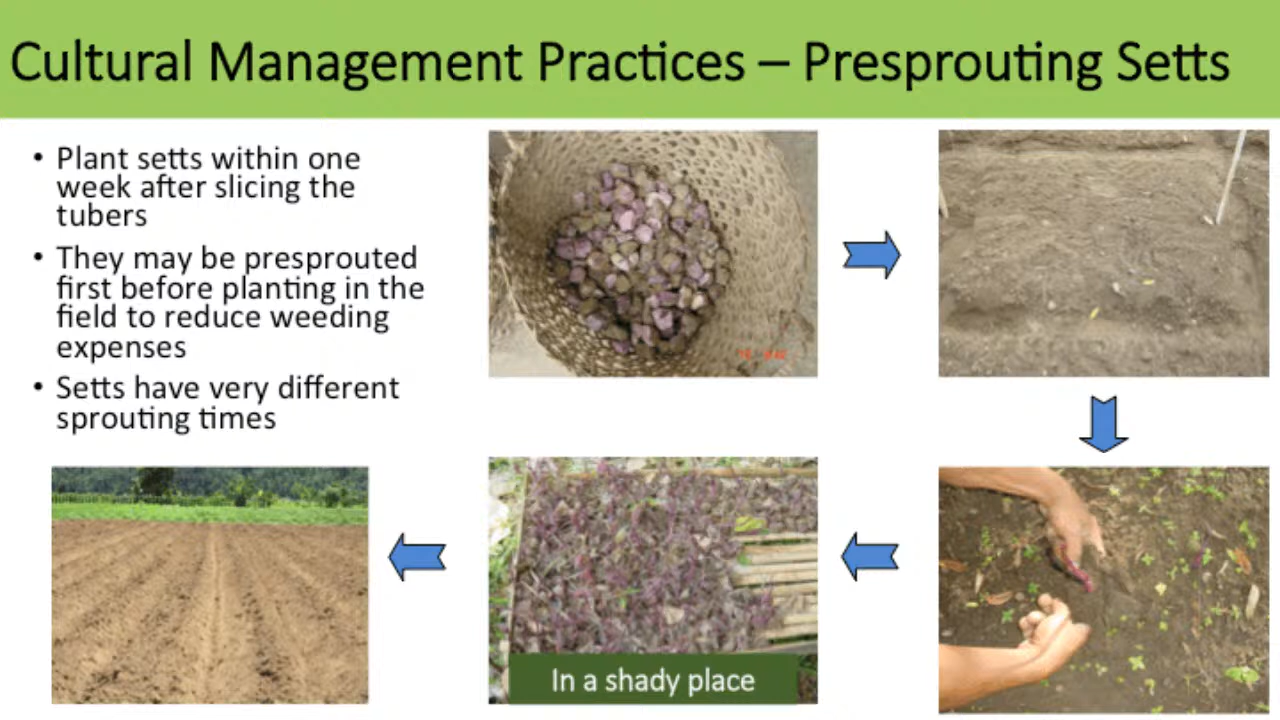 Cultural Management Practices – Presprouting Setts
• Plant setts within one
week after slicing the
tubers
• They may be presprouted
first before planting in the
field to reduce weeding
expenses
• Setts have very different
sprouting times
In a shady place